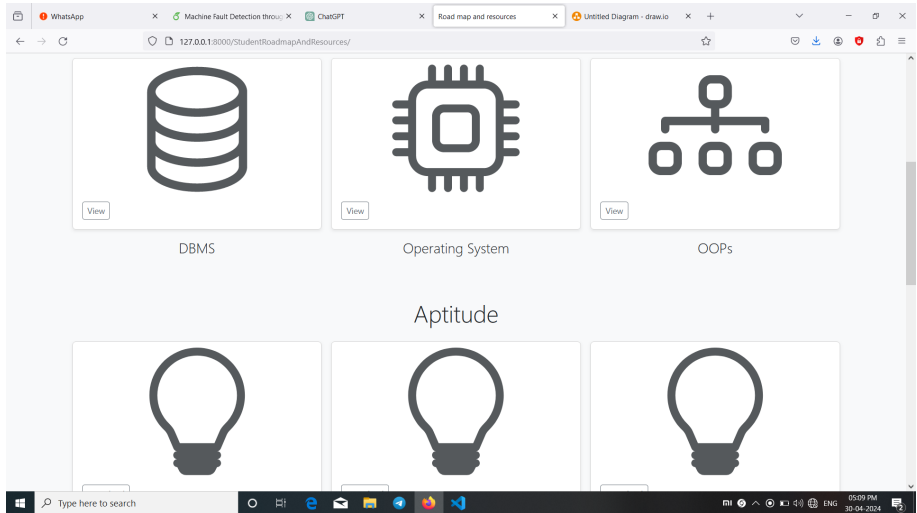 WhatsApp
Machine Fault Detection throug
ChatGPT
Road map and resources
Untitled Diagram - draw.io
127.0.0.1:8000/StudentRoadmapAndResources/
View
View
View
DBMS
Operating System
OOPs
Aptitude
Type here to search
ENG
05:09 PM
30-04-2024
2